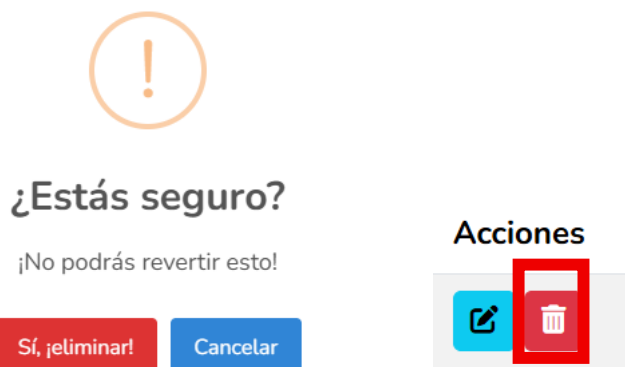 ¿Estás seguro?
¡No podrás revertir esto!
Sí, ¡eliminar!
Cancelar
Acciones